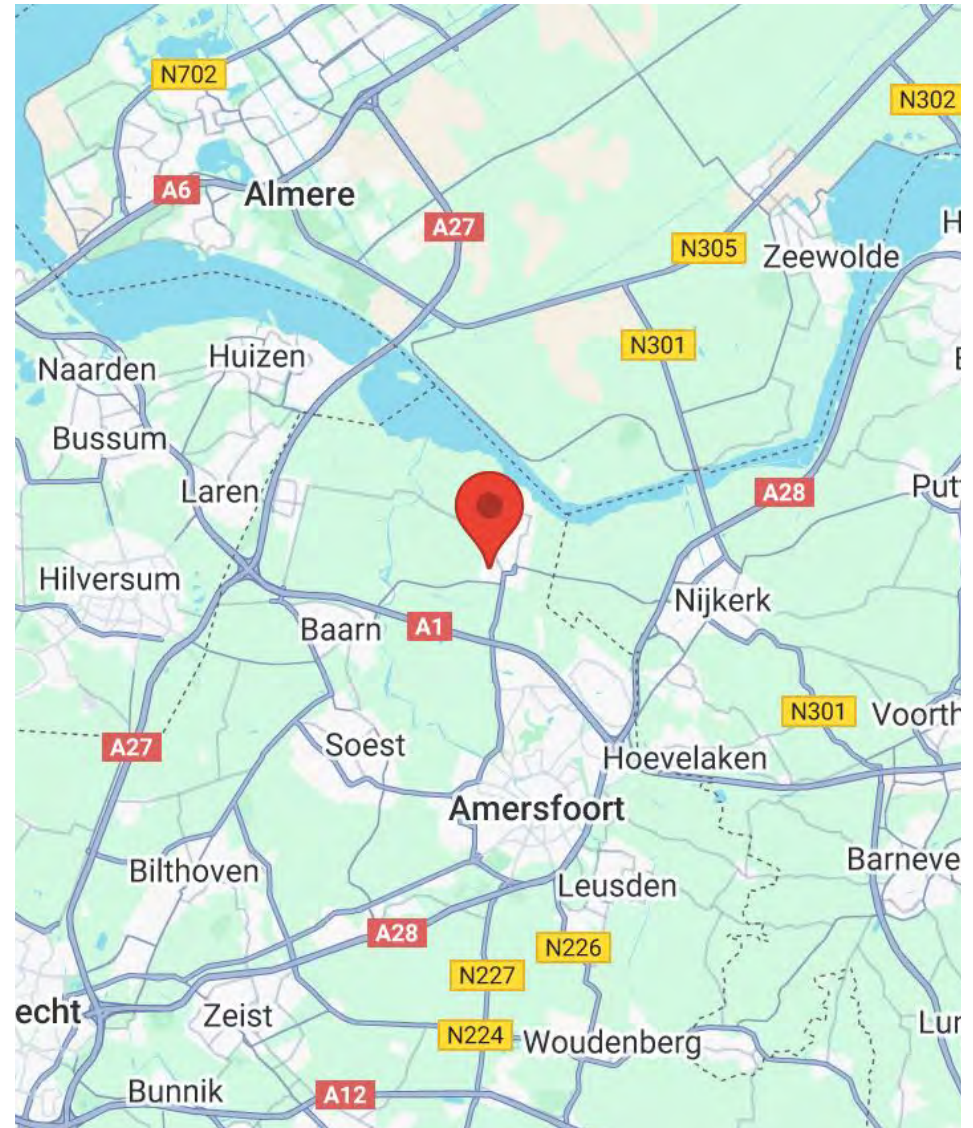 N702
N302
A6
Almere
A27
N305
H
Zeewolde
N301
Naarden
Huizen
E
Bussum
Laren
A28
Put
Hilversum
Nijkerk
Baarn
A1
N301
Voorth
A27
Soest
Hoevelaken
Amersfoort
Bilthoven
Barneve
Leusden
A28
N226
N227
echt
Zeist
N224
Woudenberg
Lur
Bunnik
A12